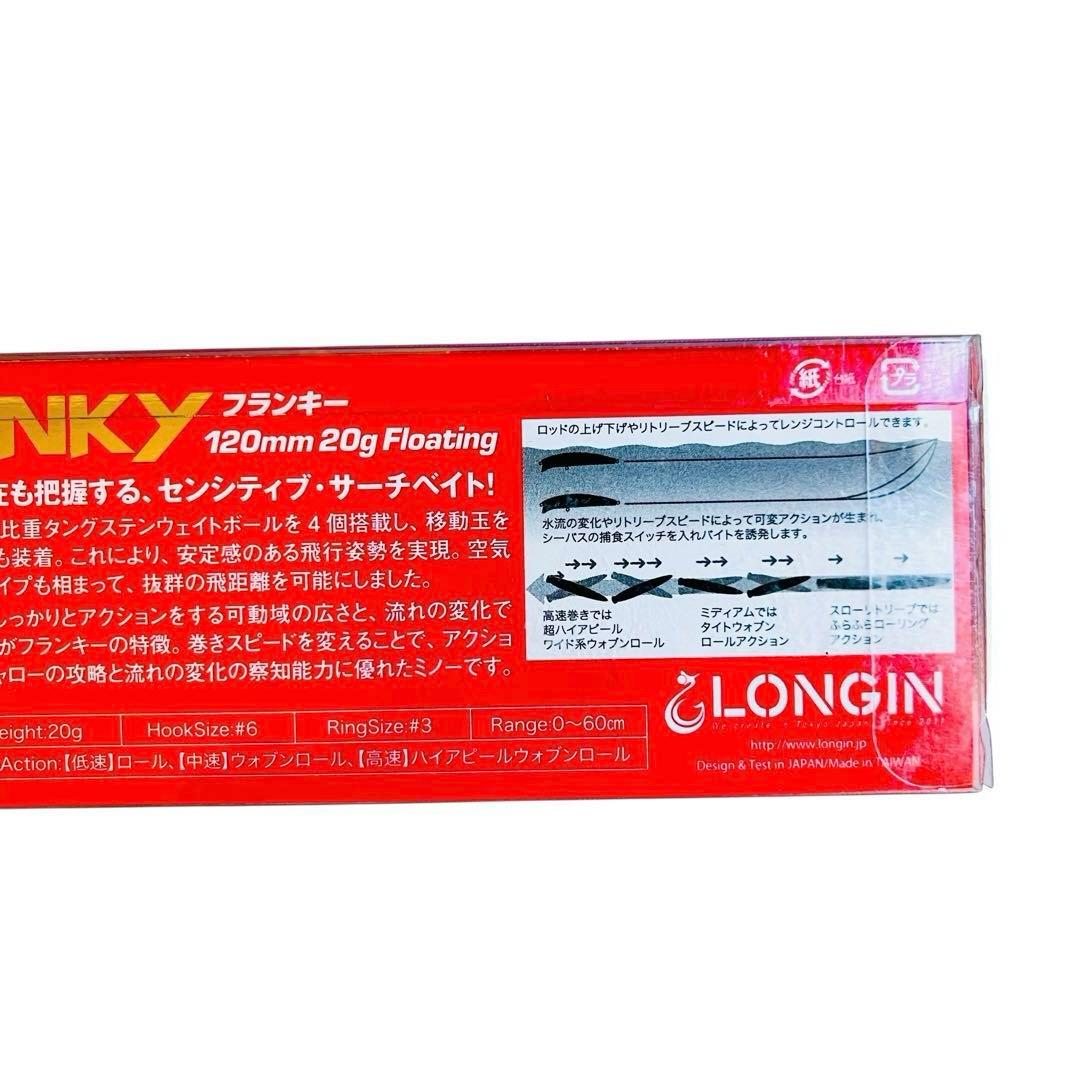 紙 台紙
プラ
NKY フランキー
120mm 20g Floating
在も把握する、センシティブ・サーチベイト!
比重タングステンウェイトボールを4個搭載し、移動玉を
も装着。これにより、安定感のある飛行姿勢を実現。空気
イプも相まって、抜群の飛距離を可能にしました。
しっかりとアクションをする可動域の広さと、流れの変化で
がフランキーの特徴。巻きスピードを変えることで、アクショ
ャローの攻略と流れの変化の察知能力に優れたミノーです。
eight:20g HookSize:#6 RingSize:#3 Range:0〜60cm
Action:【低速】ロール、【中速】ウォブンロール、【高速】ハイアピールウォブンロール
ロッドの上げ下げやリトリーブスピードによってレンジコントロールできます。
水流の変化やリトリーブスピードによって可変アクションが生まれ、
シーバスの捕食スイッチを入れバイトを誘発します。
高速巻きでは
超ハイアピール
ワイド系ウォブンロール
ミディアムでは
タイトウォブン
ロールアクション
スローリトリーブでは
ふらふらローリング
アクション
LONGIN
We create in Tokyo Japan. Since 2011
http://www.longin.jp
Design & Test in JAPAN/Made in TAIWAN